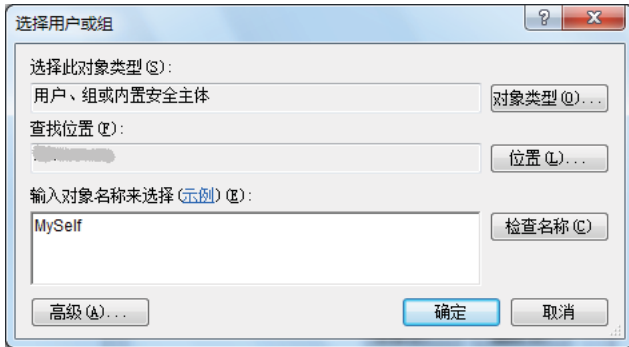 选择用户或组
选择此对象类型(S):
用户、组或内置安全主体
对象类型(O)...
查找位置(F):
位置(L)...
输入对象名称来选择(示例)(E):
MySelf
检查名称(C)
高级(A)...
确定
取消